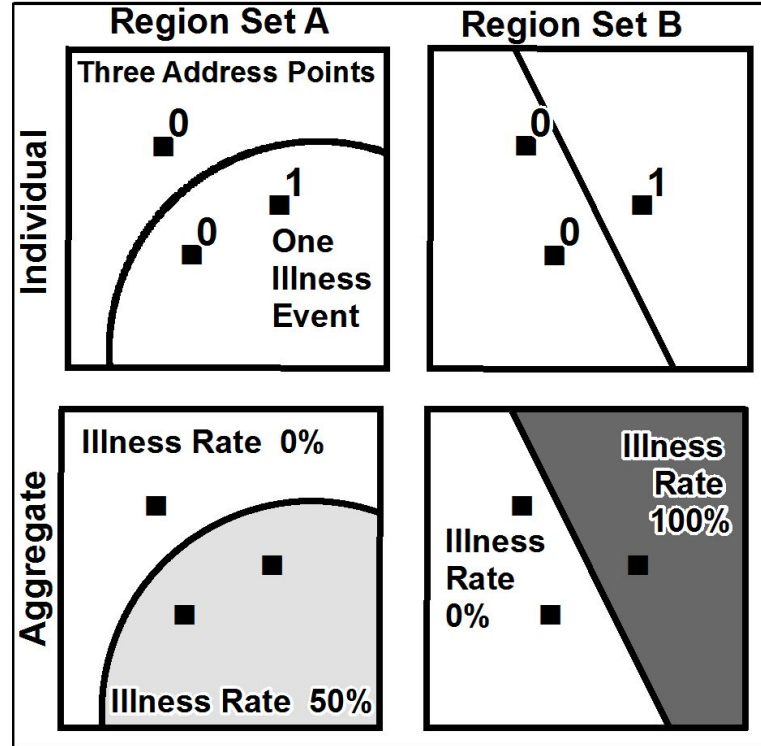 Region Set A
Region Set B
Individual
Three Address Points
0
1
0
One
Illness
Event
0
1
0
Aggregate
Illness Rate 0%
Illness Rate 50%
Illness
Rate
100%
Illness
Rate
0%